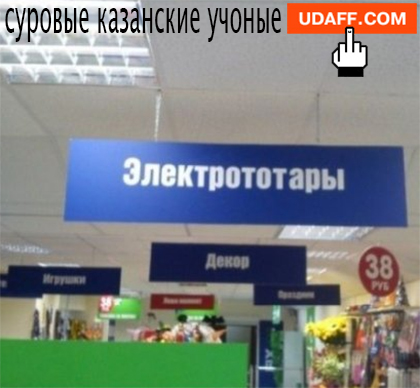 суровые казанские учоные
UDAFF.COM
Электрототары
Декор
Игрушки
Праздник
38
РУБ